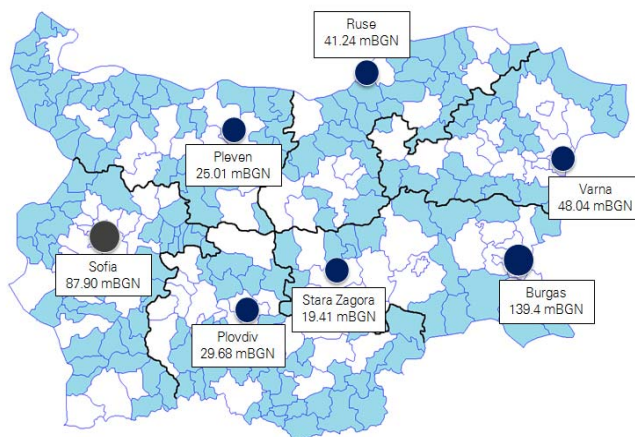 Ruse
41.24 mBGN
Pleven
25.01 mBGN
Varna
48.04 mBGN
Sofia
87.90 mBGN
Stara Zagora
19.41 mBGN
Burgas
139.4 mBGN
Plovdiv
29.68 mBGN